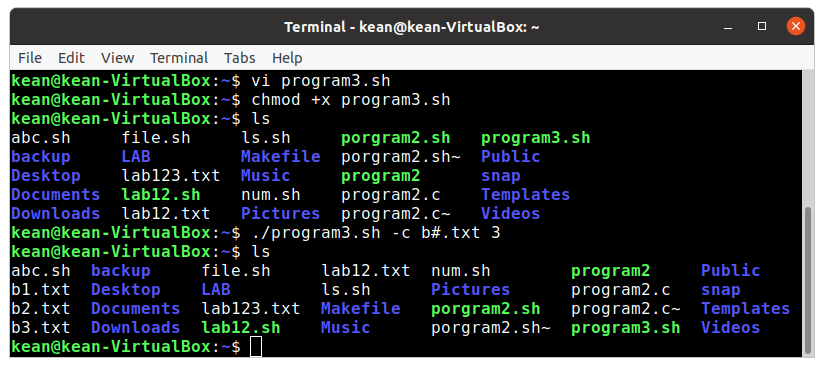 Terminal - kean@kean-VirtualBox: ~
File Edit View Terminal Tabs Help
kean@kean-VirtualBox:~$ vi program3.sh
kean@kean-VirtualBox:~$ chmod +x program3.sh
kean@kean-VirtualBox:~$ ls
abc.sh file.sh ls.sh porgram2.sh program3.sh
backup LAB Makefile porgram2.sh~ Public
Desktop lab123.txt Music program2 snap
Documents lab12.sh num.sh program2.c Templates
Downloads lab12.txt Pictures program2.c~ Videos
kean@kean-VirtualBox:~$ ./program3.sh -c b#.txt 3
kean@kean-VirtualBox:~$ ls
abc.sh backup file.sh lab12.txt num.sh program2 Public
b1.txt Desktop LAB ls.sh Pictures program2.c snap
b2.txt Documents lab123.txt Makefile porgram2.sh program2.c~ Templates
b3.txt Downloads lab12.sh Music porgram2.sh~ program3.sh Videos
kean@kean-VirtualBox:~$